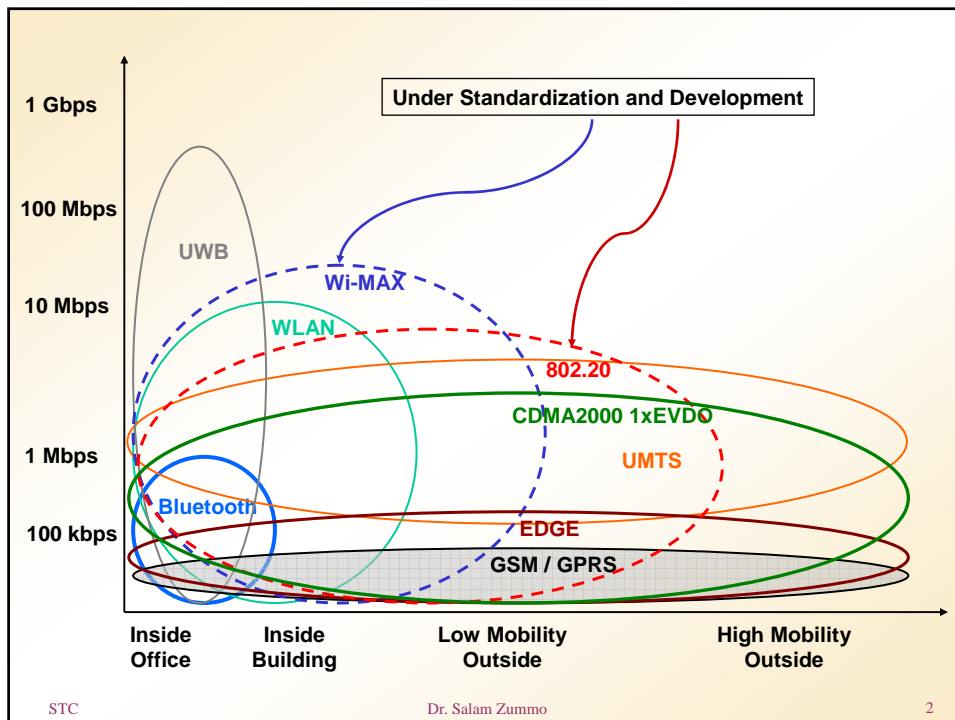 1 Gbps
Under Standardization and Development
100 Mbps
UWB
Wi-MAX
10 Mbps
WLAN
802.20
CDMA2000 1xEVDO
1 Mbps
UMTS
Bluetooth
100 kbps
EDGE
GSM / GPRS
Inside
Office
Inside
Building
Low Mobility
Outside
High Mobility
Outside
STC
Dr. Salam Zummo
2